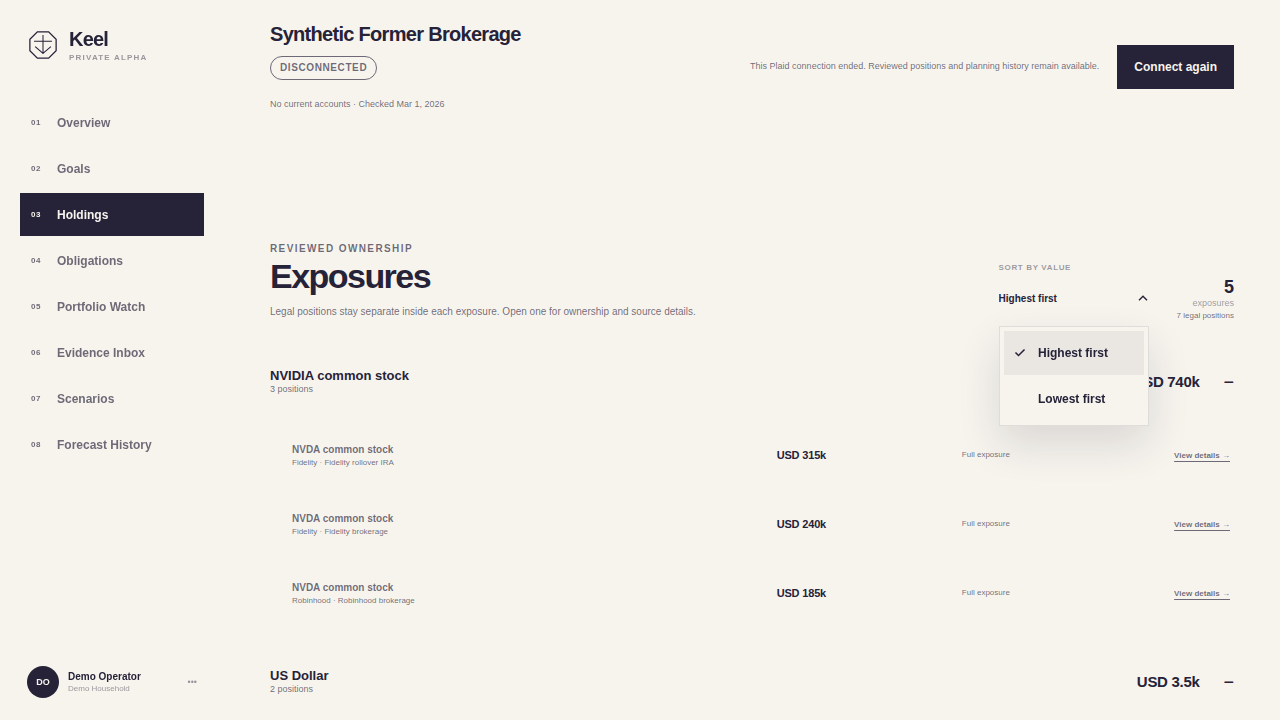 Keel
PRIVATE ALPHA
01 Overview
02 Goals
03 Holdings
04 Obligations
05 Portfolio Watch
06 Evidence Inbox
07 Scenarios
08 Forecast History
DO
Demo Operator
Demo Household
•••
Synthetic Former Brokerage
DISCONNECTED
No current accounts · Checked Mar 1, 2026
This Plaid connection ended. Reviewed positions and planning history remain available.
Connect again
REVIEWED OWNERSHIP
Exposures
Legal positions stay separate inside each exposure. Open one for ownership and source details.
SORT BY VALUE
Highest first
5
exposures
7 legal positions
Highest first
Lowest first
NVIDIA common stock
3 positions
SD 740k –
NVDA common stock
Fidelity · Fidelity rollover IRA
USD 315k
Full exposure
View details →
NVDA common stock
Fidelity · Fidelity brokerage
USD 240k
Full exposure
View details →
NVDA common stock
Robinhood · Robinhood brokerage
USD 185k
Full exposure
View details →
US Dollar
2 positions
USD 3.5k –